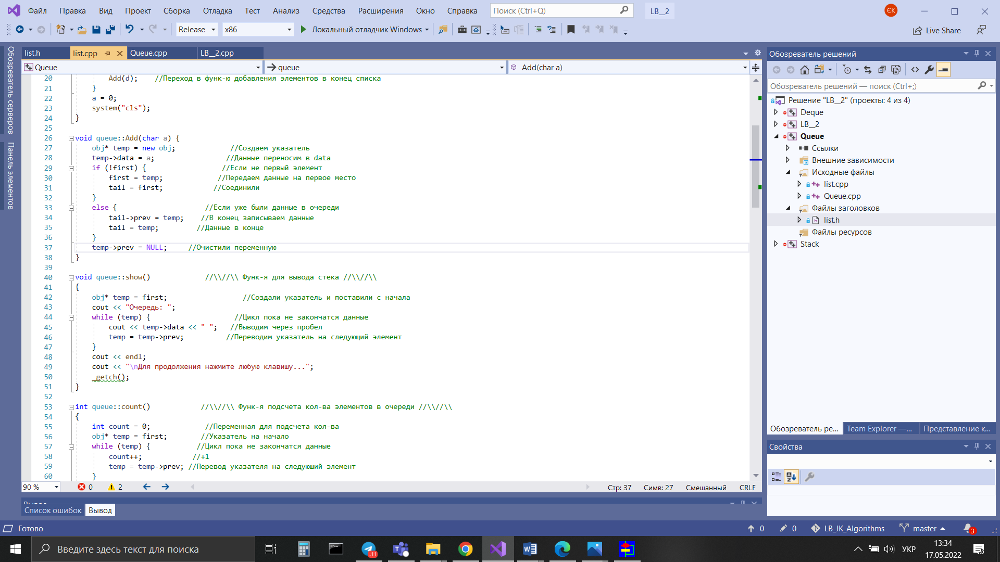 Файл Правка Вид Проект Сборка Отладка Тест Анализ Средства Расширения Окно Справка Поиск (Ctrl+Q) LB__2 ЄК
Release x86 Локальный отладчик Windows Live Share
Обозреватель серверов
Панель элементов
list.h list.cpp Queue.cpp LB__2.cpp
Queue queue Add(char a)
20 Add(d); //Переход в функ-ю добавления элементов в конец списка
21 }
22 a = 0;
23 system("cls");
24 }
25
26 void queue::Add(char a) {
27 obj* temp = new obj; //Создаем указатель
28 temp->data = a; //Данные переносим в data
29 if (!first) { //Если не первый элемент
30 first = temp; //Передаем данные на первое место
31 tail = first; //Соединили
32 }
33 else { //Если уже были данные в очереди
34 tail->prev = temp; //В конец записываем данные
35 tail = temp; //Данные в конце
36 }
37 temp->prev = NULL; //Очистили переменную
38 }
39
40 void queue::show() //\\//\\ Функ-я для вывода стека //\\//\\
41 {
42 obj* temp = first; //Создали указатель и поставили с начала
43 cout << "Очередь: ";
44 while (temp) { //Цикл пока не закончатся данные
45 cout << temp->data << " "; //Выводим через пробел
46 temp = temp->prev; //Переводим указатель на следующий элемент
47 }
48 cout << endl;
49 cout << "\nДля продолжения нажмите любую клавишу...";
50 _getch();
51 }
52
53 int queue::count() //\\//\\ Функ-я подсчета кол-ва элементов в очереди //\\//\\
54 {
55 int count = 0; //Переменная для подсчета кол-ва
56 obj* temp = first; //Указатель на начало
57 while (temp) { //Цикл пока не закончатся данные
58 count++; //+1
59 temp = temp->prev; //Перевод указателя на следуюший элемент
60 }
90 % 0 2 Стр: 37 Симв: 27 Смешанный CRLF
Список ошибок Вывод
Обозреватель решений
Обозреватель решений — поиск (Ctrl+;)
Решение "LB__2" (проекты: 4 из 4)
Deque
LB__2
Queue
Ссылки
Внешние зависимости
Исходные файлы
list.cpp
Queue.cpp
Файлы заголовков
list.h
Файлы ресурсов
Stack
Обозреватель ре... Team Explorer —... Представление к...
Свойства
Готово 0 0 LB_JK_Algorithms master 3
Введите здесь текст для поиска ..11 УКР 13:34
17.05.2022